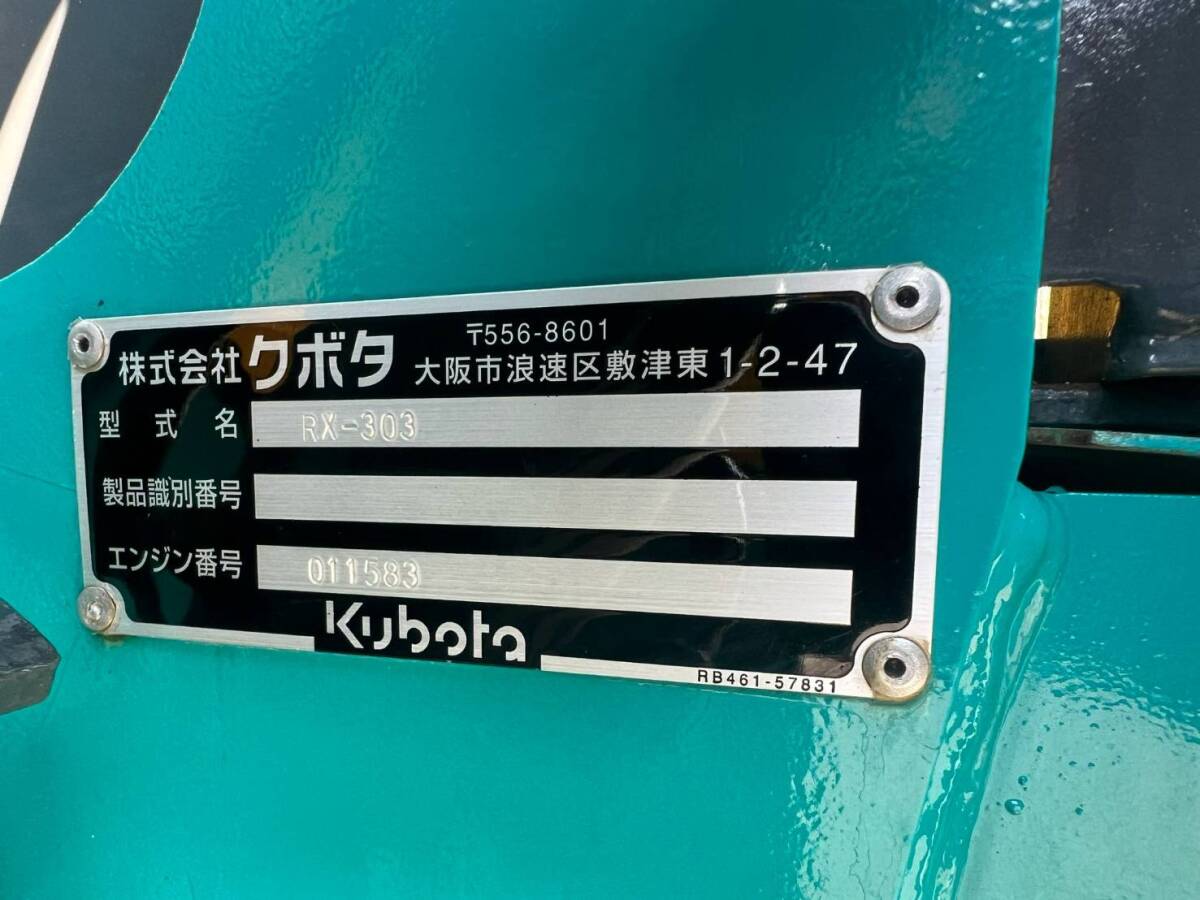 〒556-8601
株式会社クボタ 大阪市浪速区敷津東1-2-47
型式名 RX-303
製品識別番号
エンジン番号 011583
Kubota
RB461-57831